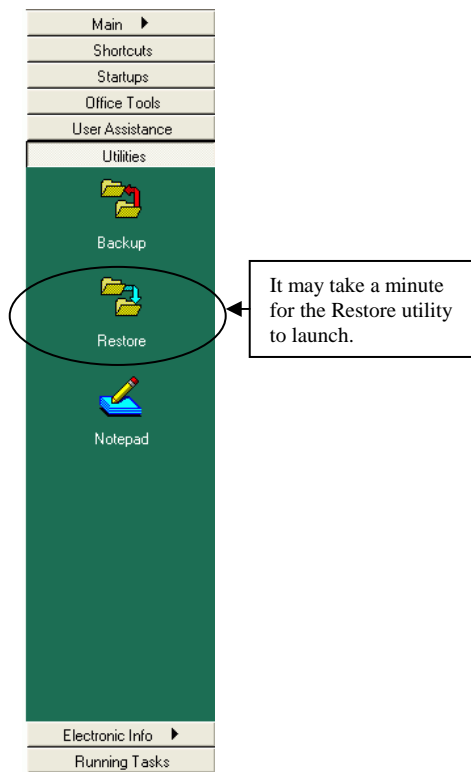 Main
Shortcuts
Startups
Office Tools
User Assistance
Utilities
Backup
Restore
It may take a minute
for the Restore utility
to launch.
Notepad
Electronic Info
Running Tasks